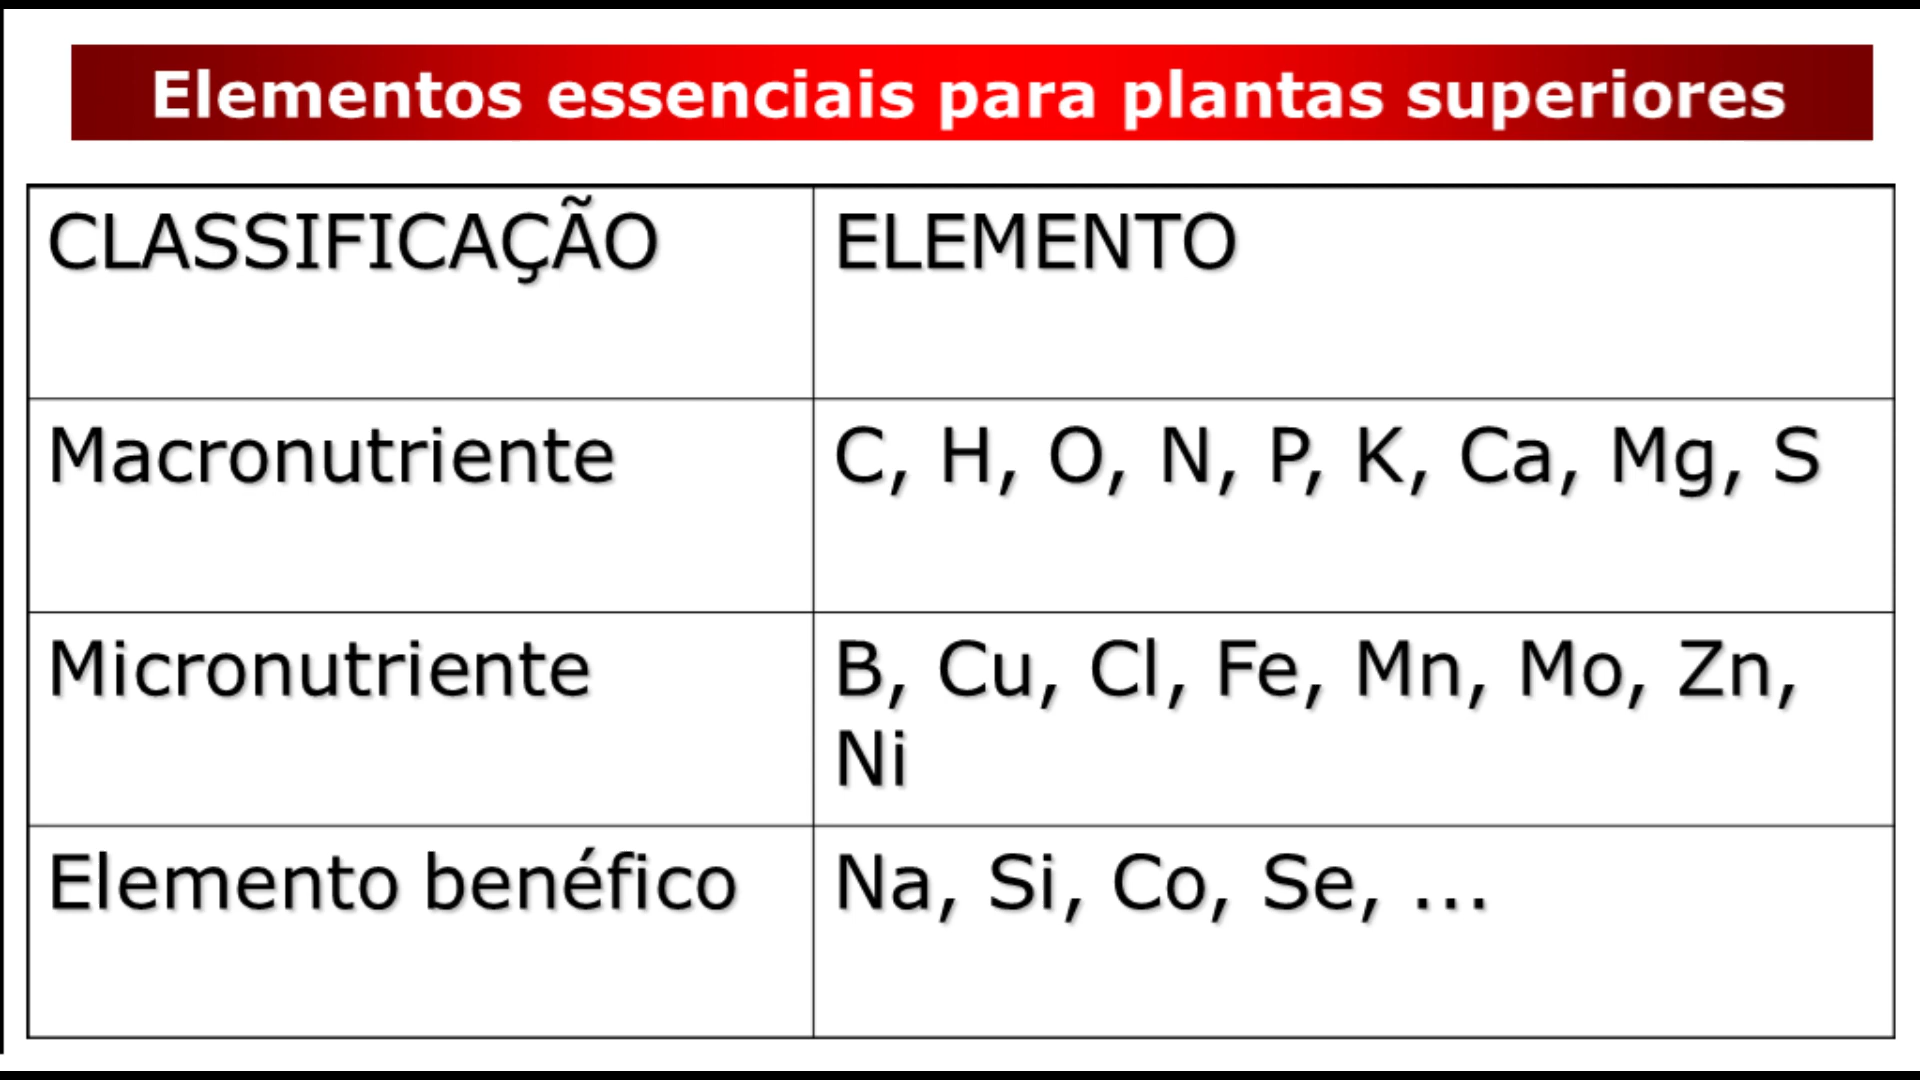 Elementos essenciais para plantas superiores
CLASSIFICAÇÃO
ELEMENTO
Macronutriente
C, H, O, N, P, K, Ca, Mg, S
Micronutriente
B, Cu, Cl, Fe, Mn, Mo, Zn,
Ni
Elemento benéfico
Na, Si, Co, Se, ...